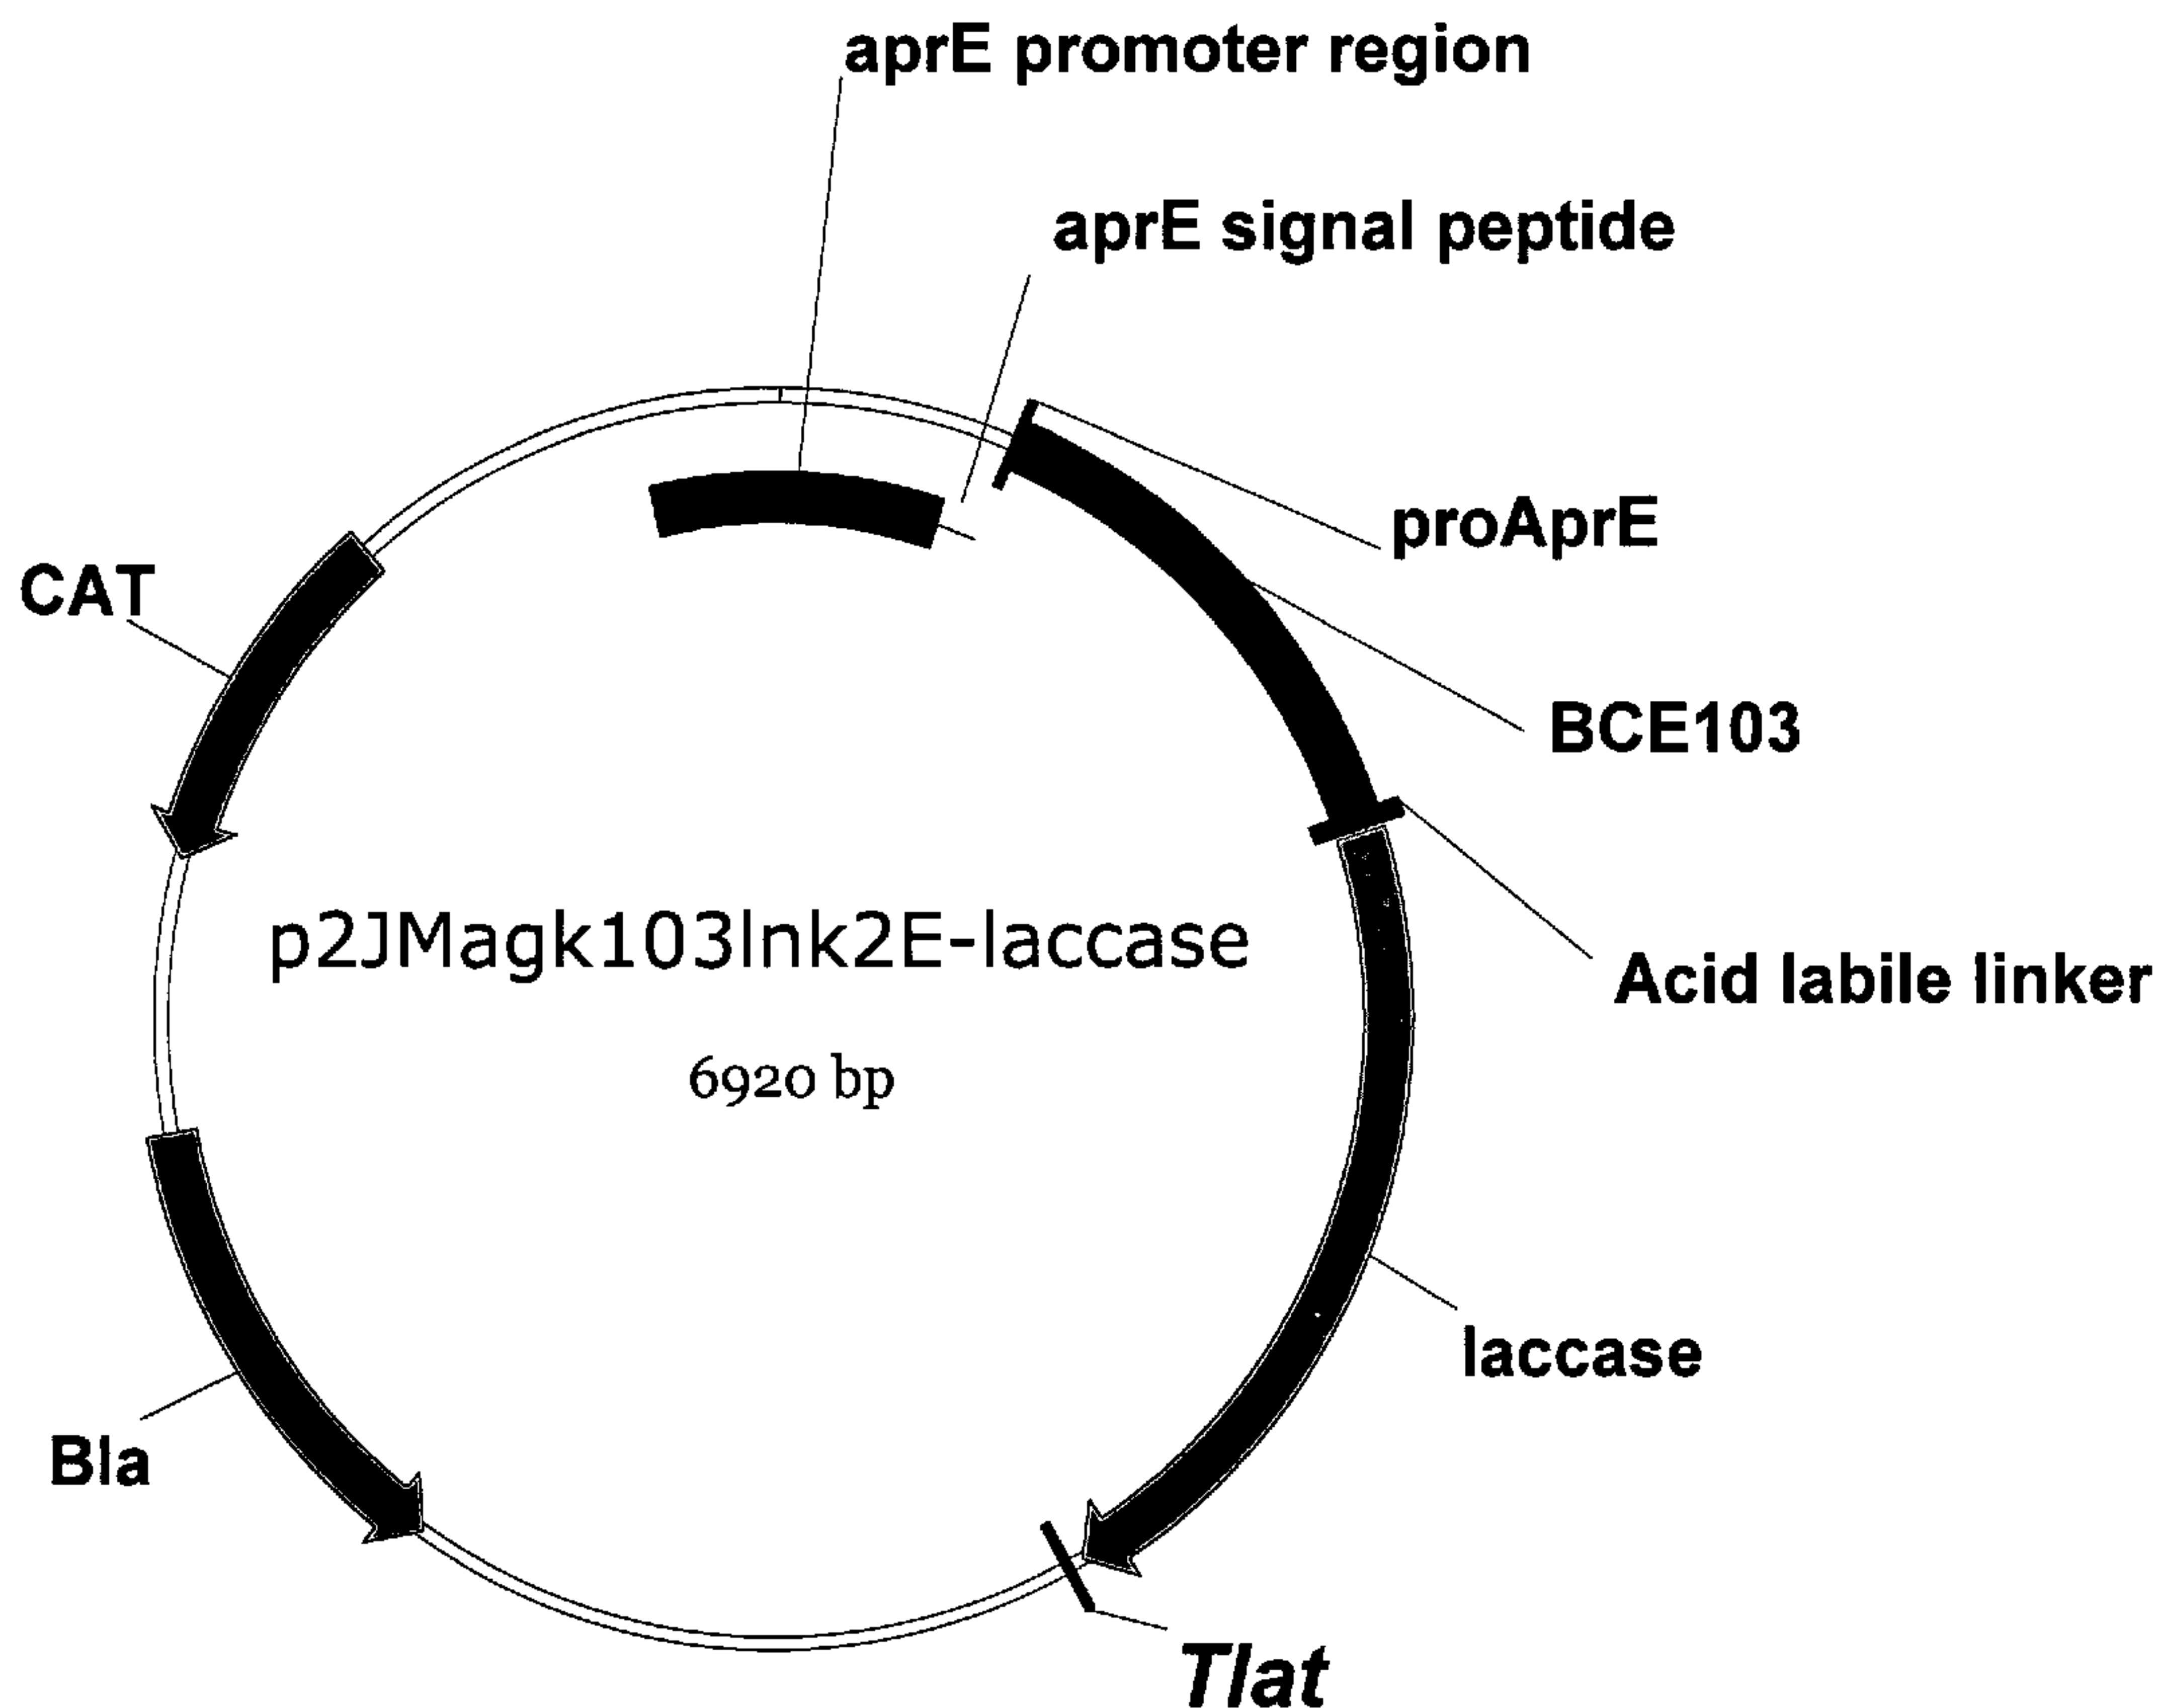 aprE promoter region
aprE signal peptide
proAprE
CAT
BCE103
p2JMagk103lnk2E-laccase
Acid labile linker
6920 bp
laccase
Bla
Tlat